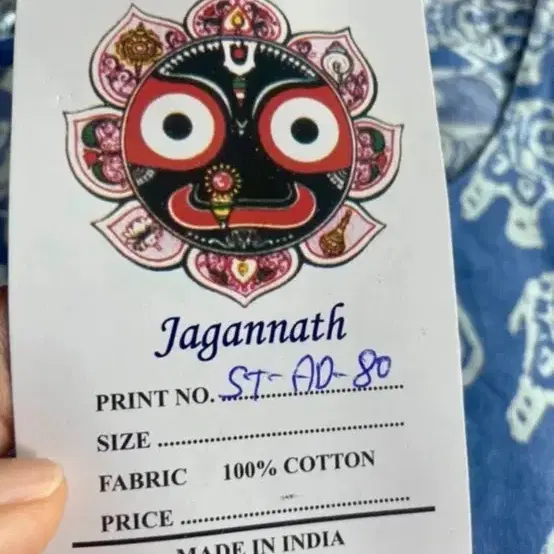 Jagannath
PRINT NO. ST-AD-80
SIZE ........................................
FABRIC 100% COTTON
PRICE ........................................
MADE IN INDIA